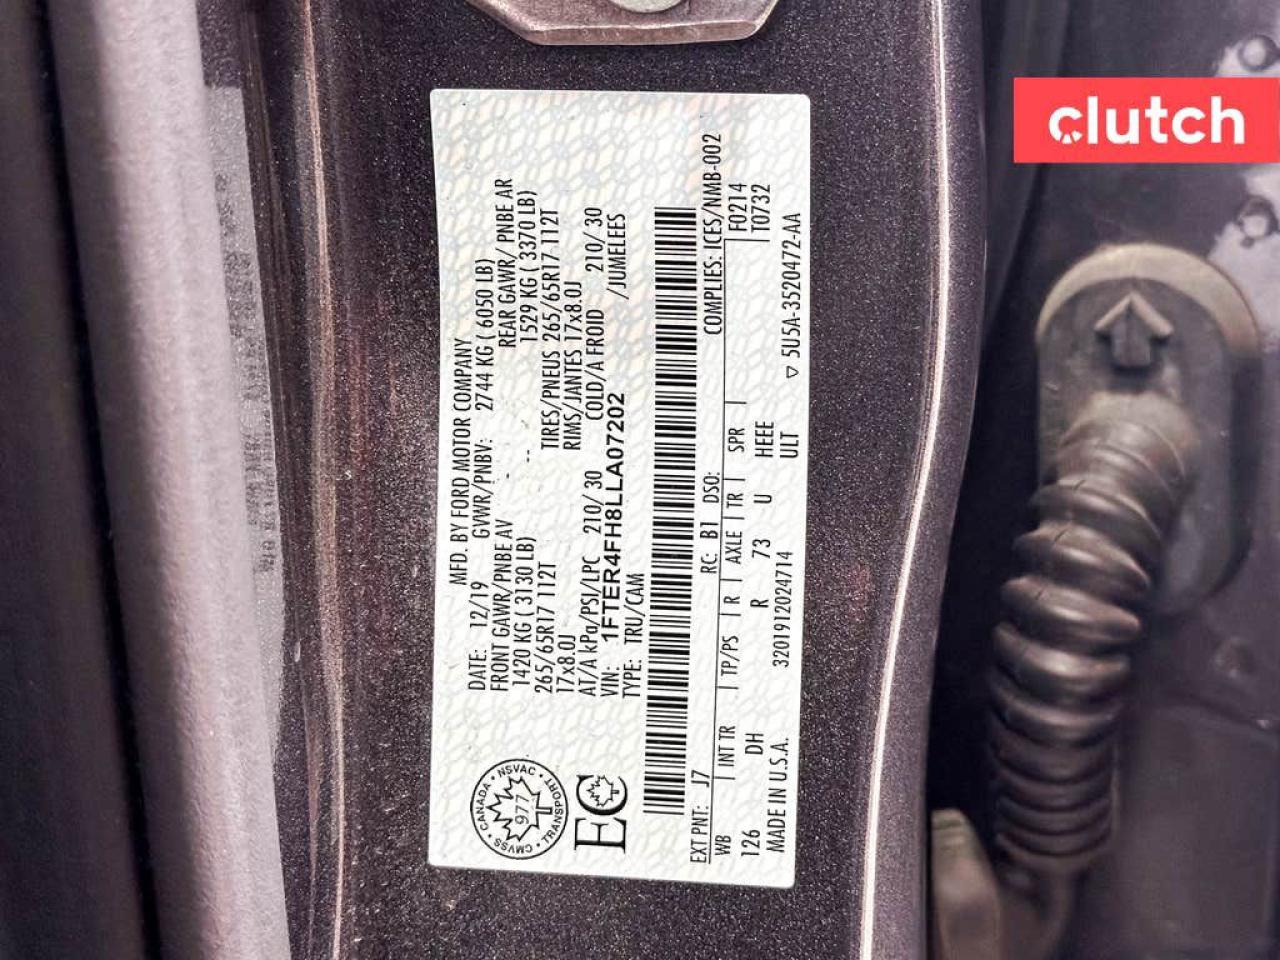 clutch
MFD. BY FORD MOTOR COMPANY
DATE: 12/19 GVWR/PNBV: 2744 KG ( 6050 LB)
FRONT GAWR/PNBE AV REAR GAWR/ PNBE AR
1420 KG ( 3130 LB) 1529 KG ( 3370 LB)
265/65R17 112T TIRES/PNEUS 265/65R17 112T
17x8.0J RIMS/JANTES 17x8.0J
AT/A kPa/PSI/LPC 210/ 30 COLD/A FROID 210/ 30
VIN: 1FTER4FH8LLA07202 /JUMELEES
TYPE: TRU/CAM
CANADA · NSVAC · TRANSPORT · CMVSS
977
EC
EXT PNT: J7 RC: B1 DSO: COMPLIES: ICES/NMB-002
WB INT TR TP/PS R AXLE TR SPR F0214
126 DH R 73 U HEEE T0732
ULT
MADE IN U.S.A. 3201912024714 ▽ 5U5A-3520472-AA